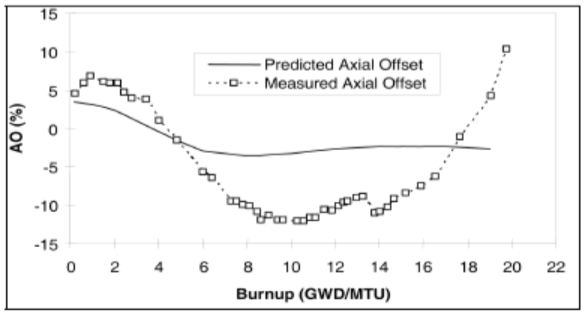 15
10
5
0
-5
-10
-15
AO (%)
Predicted Axial Offset
Measured Axial Offset
0 2 4 6 8 10 12 14 16 18 20 22
Burnup (GWD/MTU)